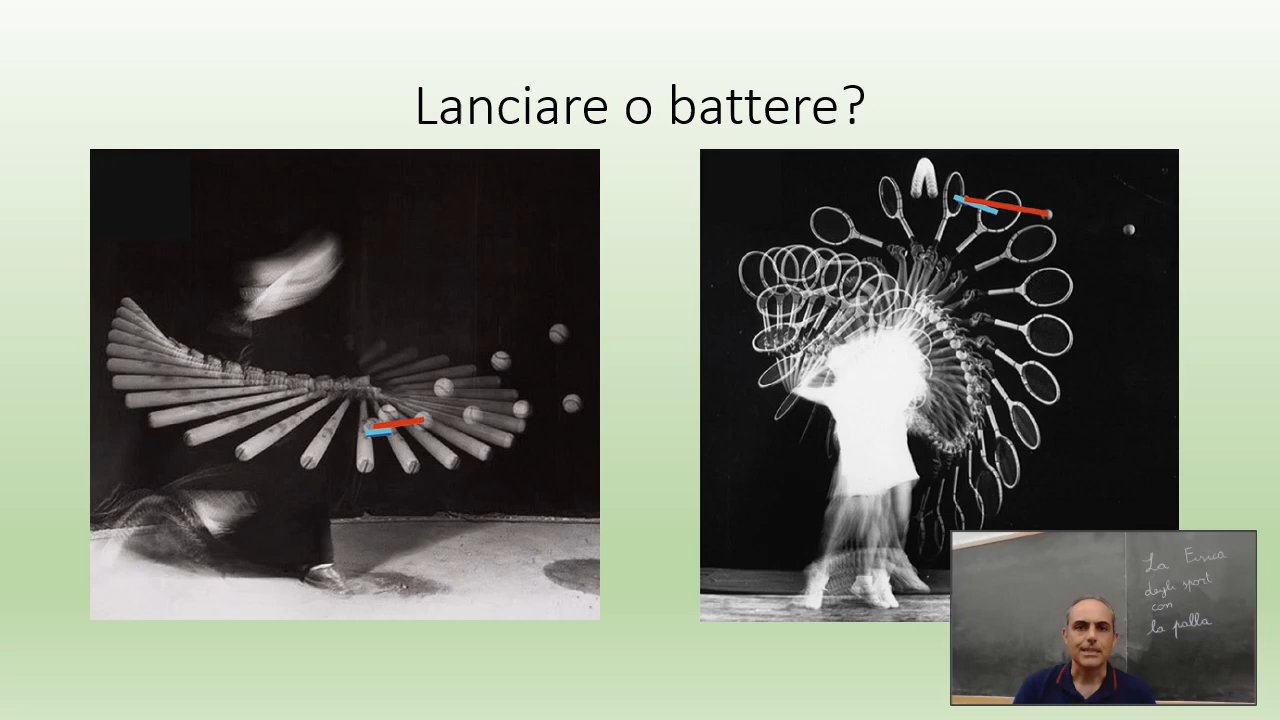 Lanciare o battere?
La Fisica
degli sport
con
la palla